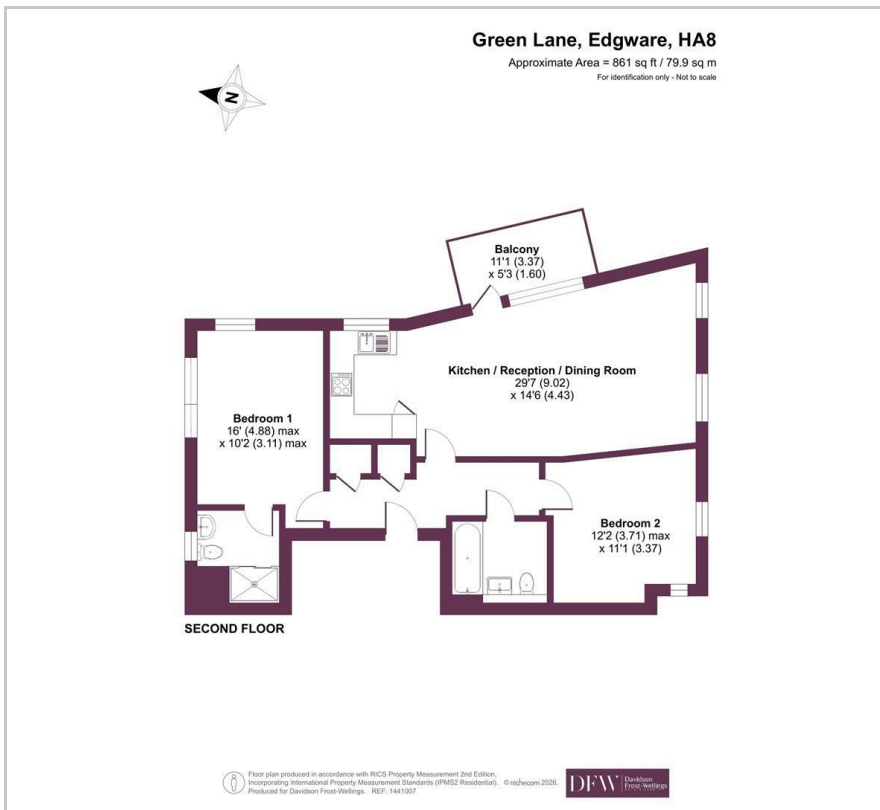 Green Lane, Edgware, HA8
Approximate Area = 861 sq ft / 79.9 sq m
For identification only - Not to scale
N
Balcony
11'1 (3.37)
x 5'3 (1.60)
Kitchen / Reception / Dining Room
29'7 (9.02)
x 14'6 (4.43)
Bedroom 1
16' (4.88) max
x 10'2 (3.11) max
Bedroom 2
12'2 (3.71) max
x 11'1 (3.37)
SECOND FLOOR
Floor plan produced in accordance with RICS Property Measurement 2nd Edition,
Incorporating International Property Measurement Standards (IPMS2 Residential). © ntchecom 2026.
Produced for Davidson Frost-Wellings. REF: 1441007
DFW
Davidson
Frost-Wellings